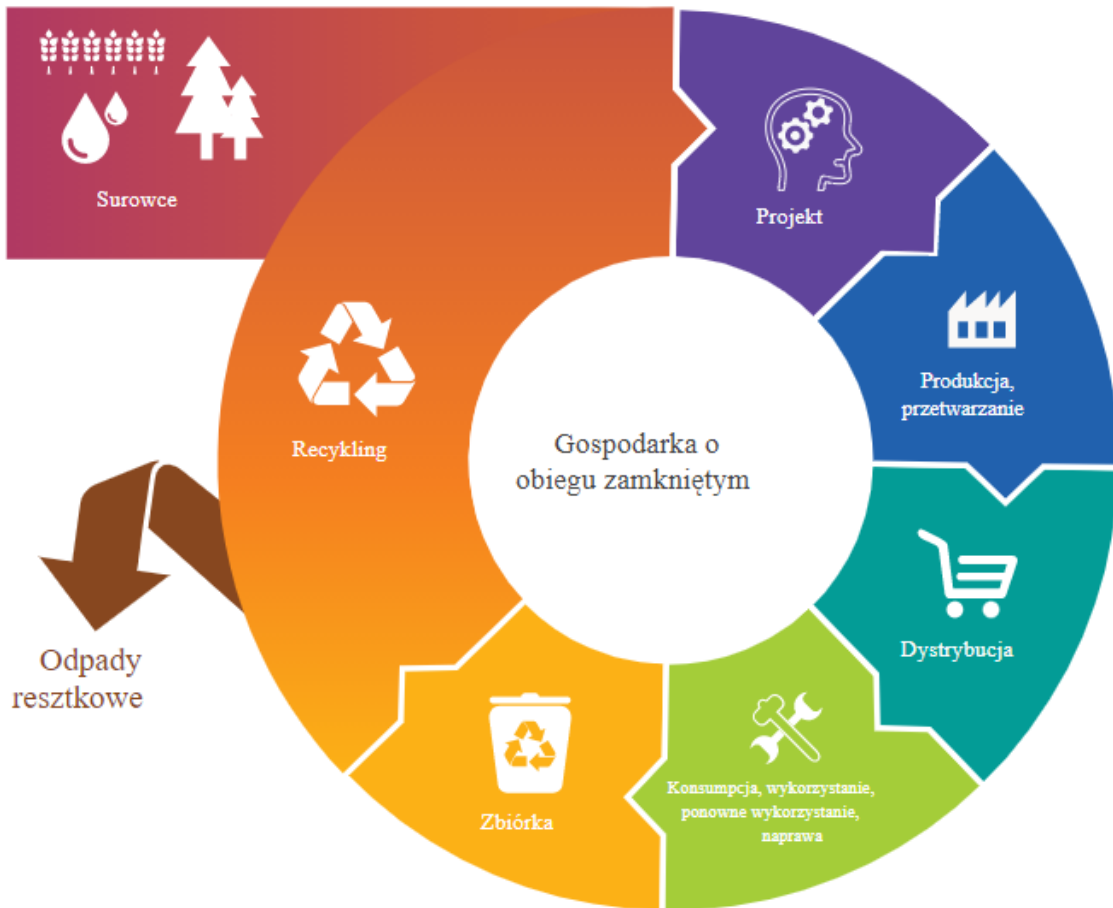 Surowce
Projekt
Produkcja,
przetwarzanie
Dystrybucja
Konsumpcja, wykorzystanie,
ponowne wykorzystanie,
naprawa
Zbiórka
Recykling
Odpady
resztkowe
Gospodarka o
obiegu zamkniętym